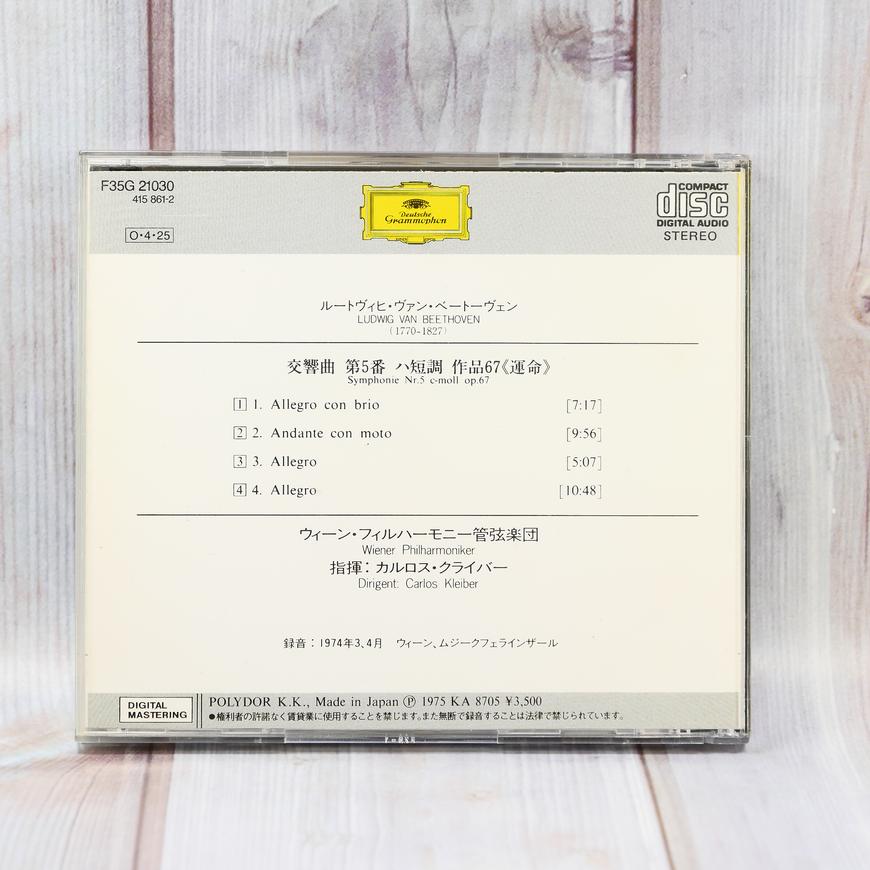 F35G 21030
415 861-2
O・4・25
Deutsche
Grammophon
COMPACT
disc
DIGITAL AUDIO
STEREO
ルートヴィヒ・ヴァン・ベートーヴェン
LUDWIG VAN BEETHOVEN
(1770-1827)
交響曲 第5番 ハ短調 作品67《運命》
Symphonie Nr.5 c-moll op.67
1 1. Allegro con brio [7:17]
2 2. Andante con moto [9:56]
3 3. Allegro [5:07]
4 4. Allegro [10:48]
ウィーン・フィルハーモニー管弦楽団
Wiener Philharmoniker
指揮：カルロス・クライバー
Dirigent: Carlos Kleiber
録音：1974年3、4月 ウィーン、ムジークフェラインザール
DIGITAL
MASTERING
POLYDOR K.K., Made in Japan Ⓟ 1975 KA 8705 ¥3,500
●権利者の許諾なく賃貸業に使用することを禁じます。また無断で録音することは法律で禁じられています。